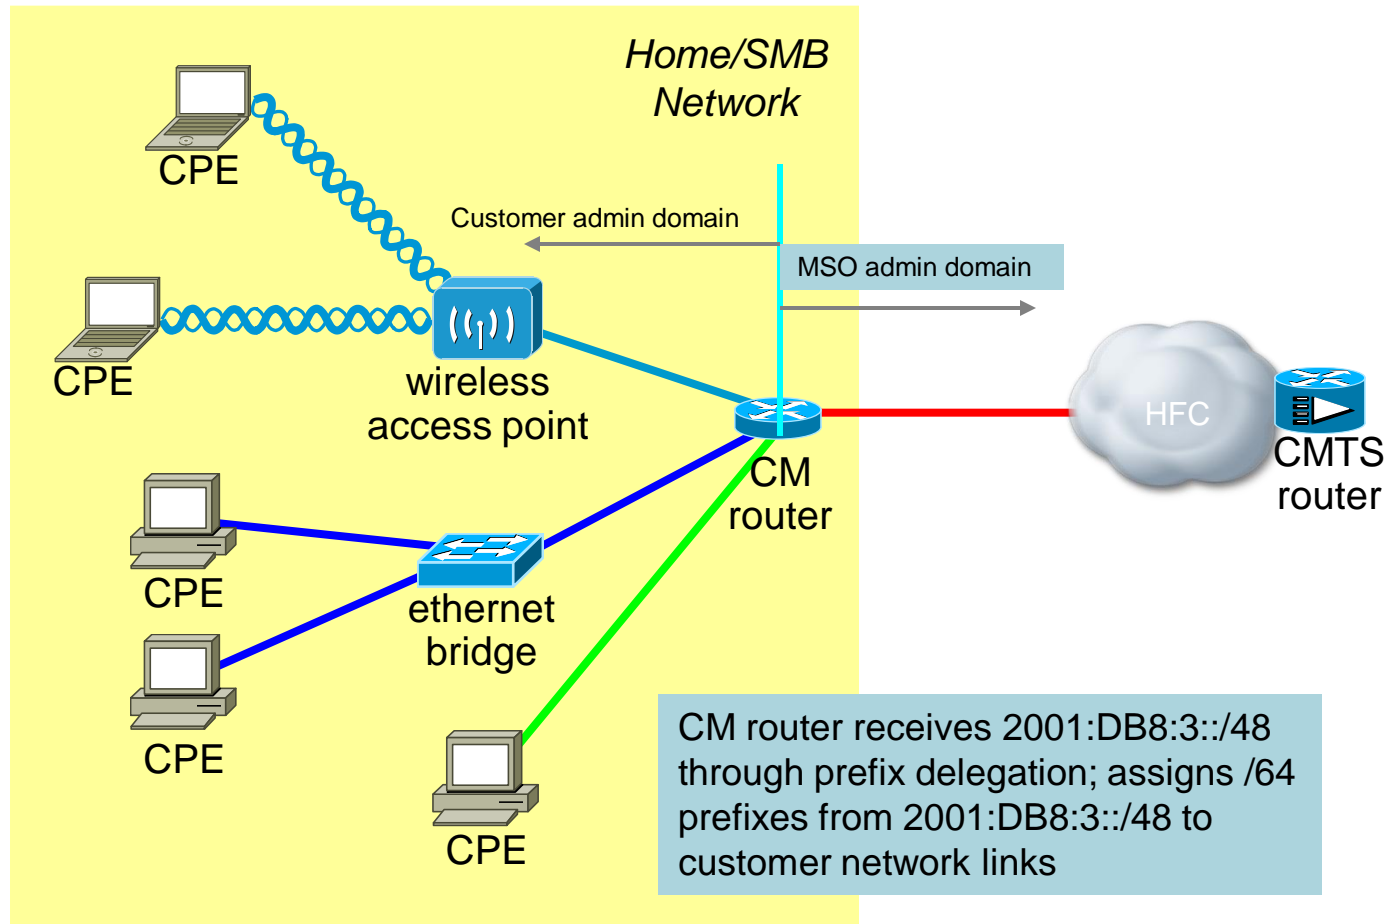 Home/SMB
Network
CPE
Customer admin domain
MSO admin domain
CPE
wireless
access point
HFC
CM
router
CMTS
router
CPE
ethernet
bridge
CPE
CPE
CM router receives 2001:DB8:3::/48
through prefix delegation; assigns /64
prefixes from 2001:DB8:3::/48 to
customer network links